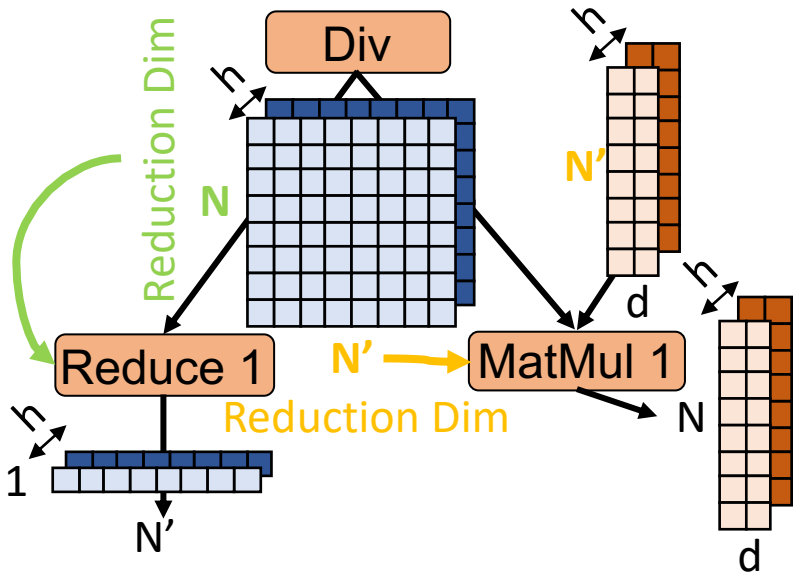 Div
h
h
Reduction Dim
N
N’
d
h
Reduce 1
N’
MatMul 1
Reduction Dim
N
h
1
N’
d